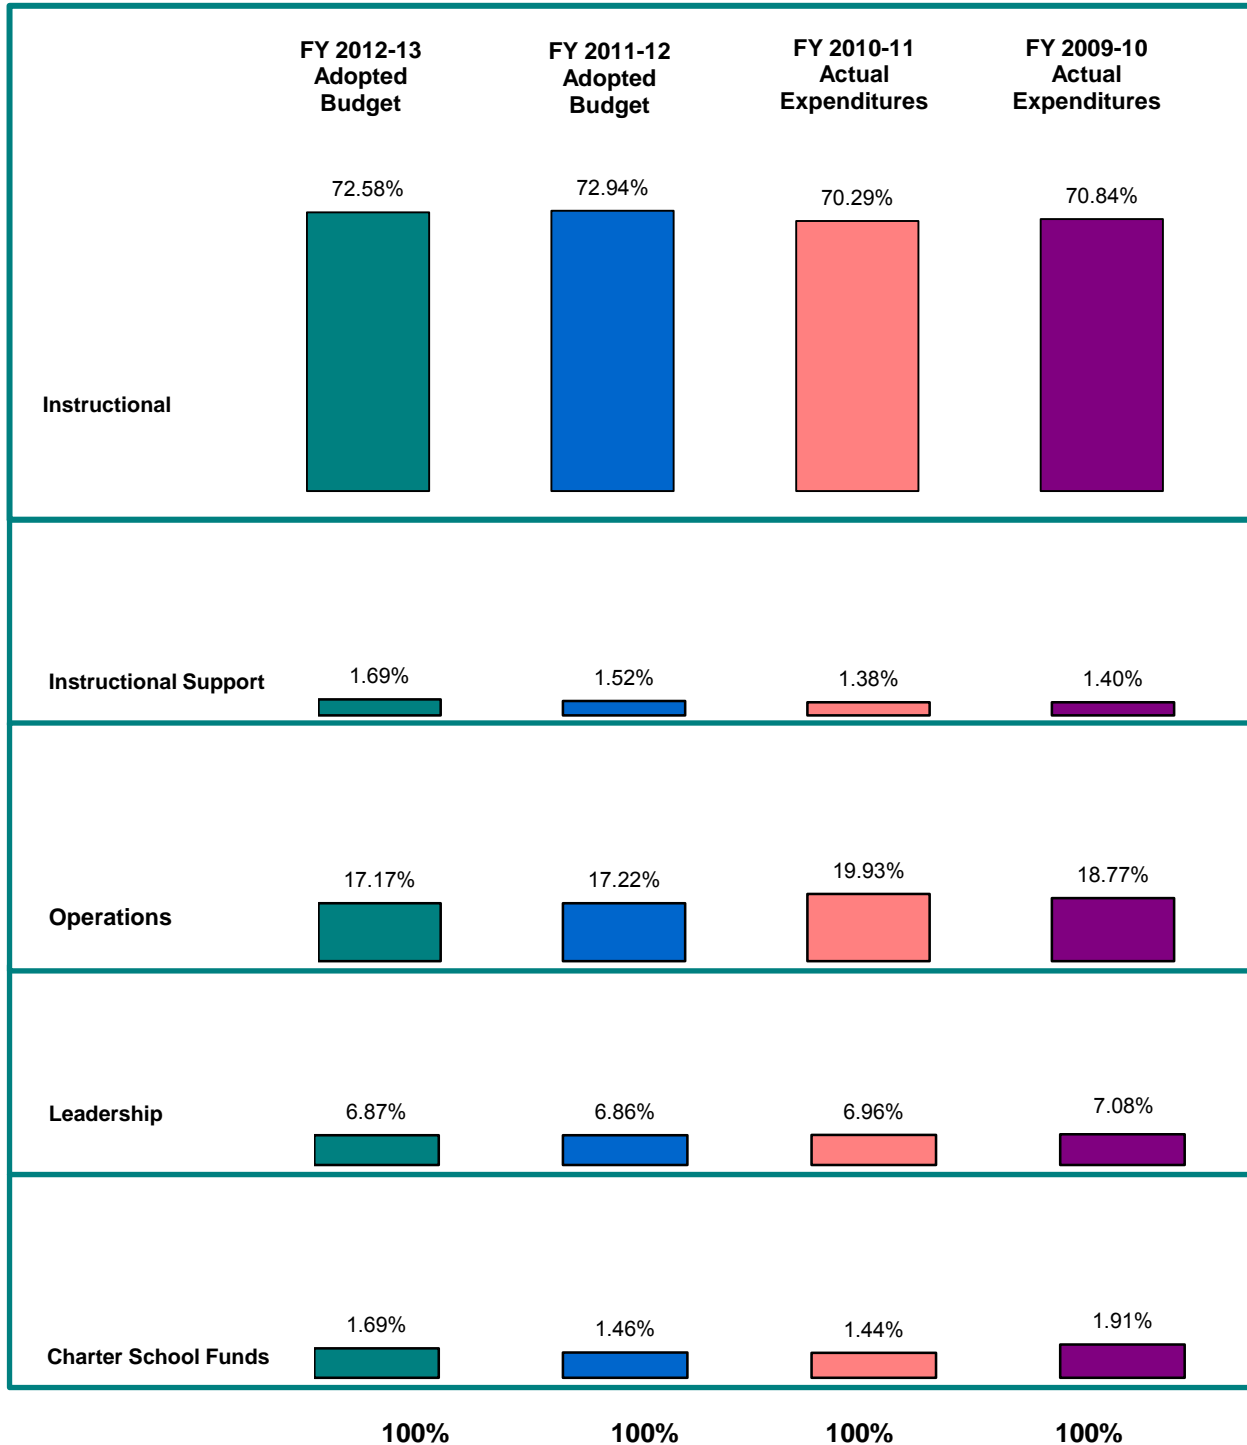 FY 2012-13
Adopted
Budget
FY 2011-12
Adopted
Budget
FY 2010-11
Actual
Expenditures
FY 2009-10
Actual
Expenditures
72.58%
72.94%
70.29%
70.84%
Instructional
1.69%
1.52%
1.38%
1.40%
Instructional Support
17.17%
17.22%
19.93%
18.77%
Operations
6.87%
6.86%
6.96%
7.08%
Leadership
1.69%
1.46%
1.44%
1.91%
Charter School Funds
100%
100%
100%
100%